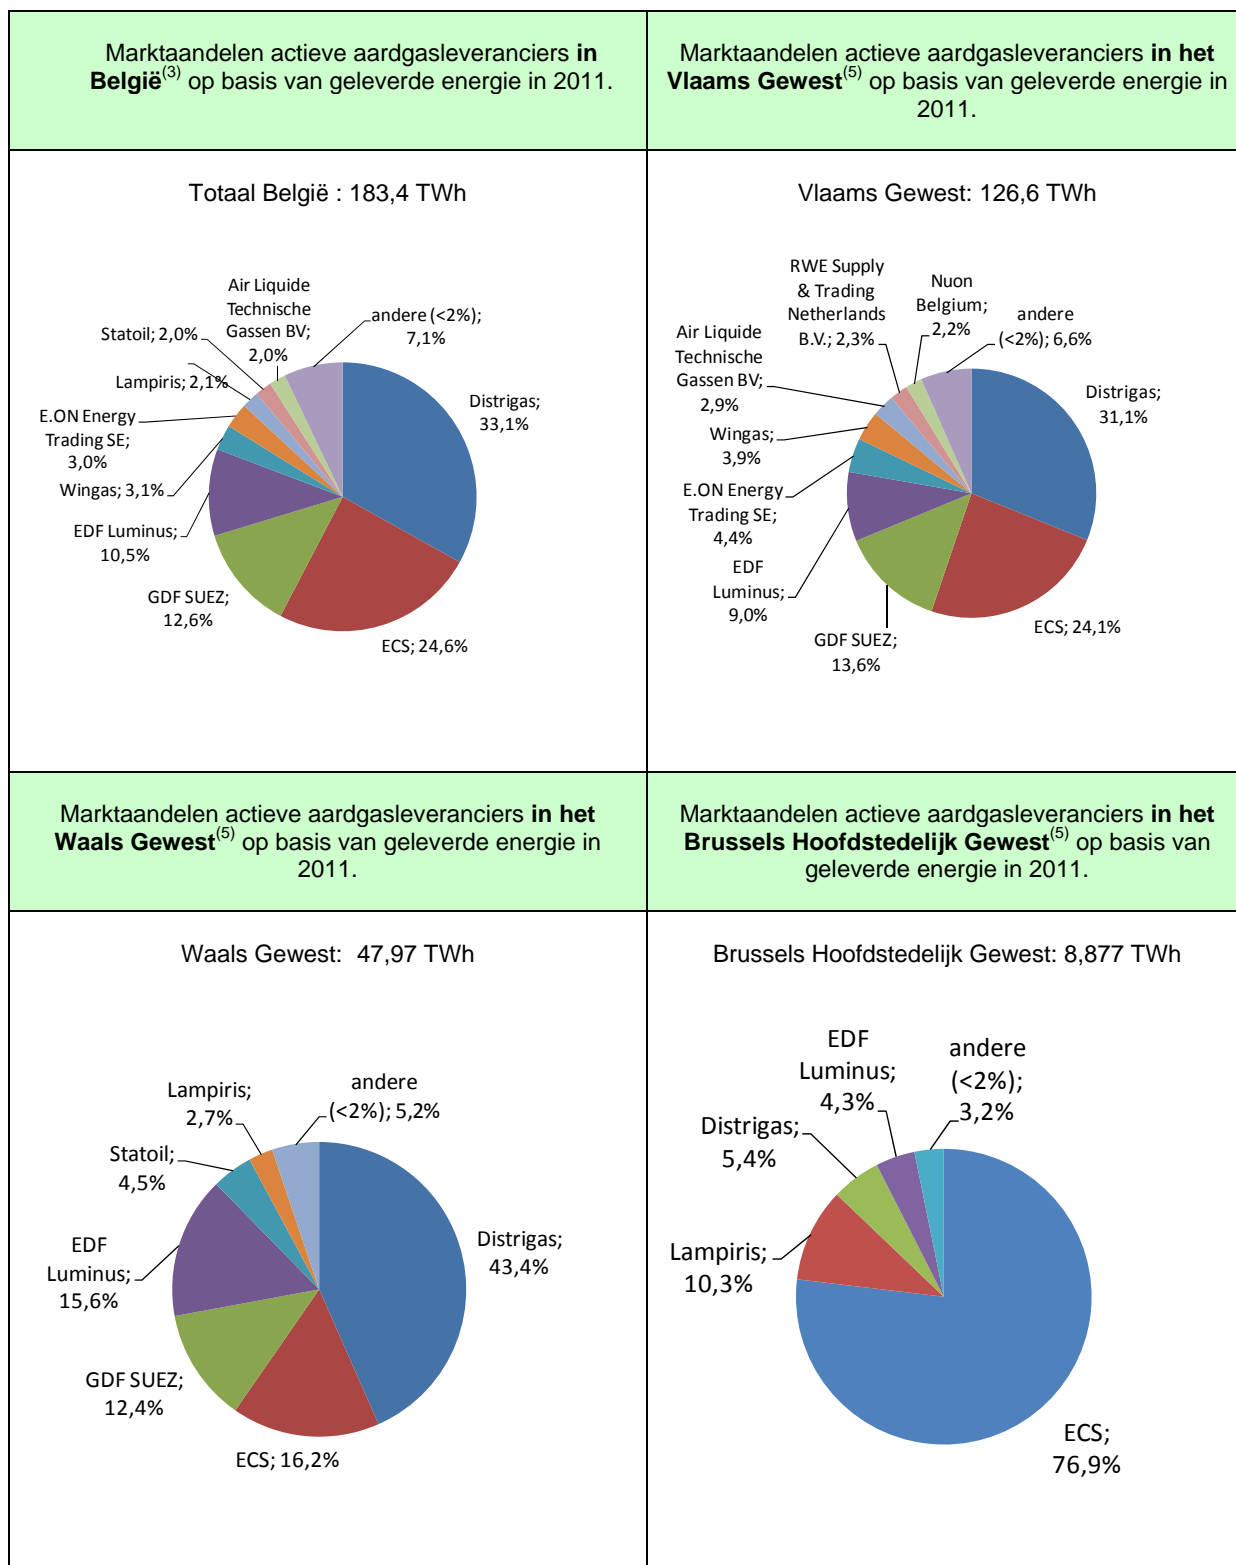 Marktaandelen actieve aardgasleveranciers in
België(3) op basis van geleverde energie in 2011.
Marktaandelen actieve aardgasleveranciers in het
Vlaams Gewest(5) op basis van geleverde energie in
2011.
Totaal België : 183,4 TWh
Air Liquide
Technische
Gassen BV;
2,0%
andere (<2%);
7,1%
Statoil; 2,0%
Lampiris; 2,1%
E.ON Energy
Trading SE;
3,0%
Wingas; 3,1%
EDF Luminus;
10,5%
GDF SUEZ;
12,6%
ECS; 24,6%
Distrigas;
33,1%
Vlaams Gewest: 126,6 TWh
RWE Supply
& Trading
Netherlands
B.V.; 2,3%
Nuon
Belgium;
2,2%
andere
(<2%); 6,6%
Air Liquide
Technische
Gassen BV;
2,9%
Wingas;
3,9%
E.ON Energy
Trading SE;
4,4%
EDF
Luminus;
9,0%
GDF SUEZ;
13,6%
ECS; 24,1%
Distrigas;
31,1%
Marktaandelen actieve aardgasleveranciers in het
Waals Gewest(5) op basis van geleverde energie in
2011.
Marktaandelen actieve aardgasleveranciers in het
Brussels Hoofdstedelijk Gewest(5) op basis van
geleverde energie in 2011.
Waals Gewest: 47,97 TWh
Lampiris;
2,7%
andere
(<2%); 5,2%
Statoil;
4,5%
EDF
Luminus;
15,6%
GDF SUEZ;
12,4%
ECS; 16,2%
Distrigas;
43,4%
Brussels Hoofdstedelijk Gewest: 8,877 TWh
EDF
Luminus;
4,3%
andere
(<2%);
3,2%
Distrigas;
5,4%
Lampiris;
10,3%
ECS;
76,9%